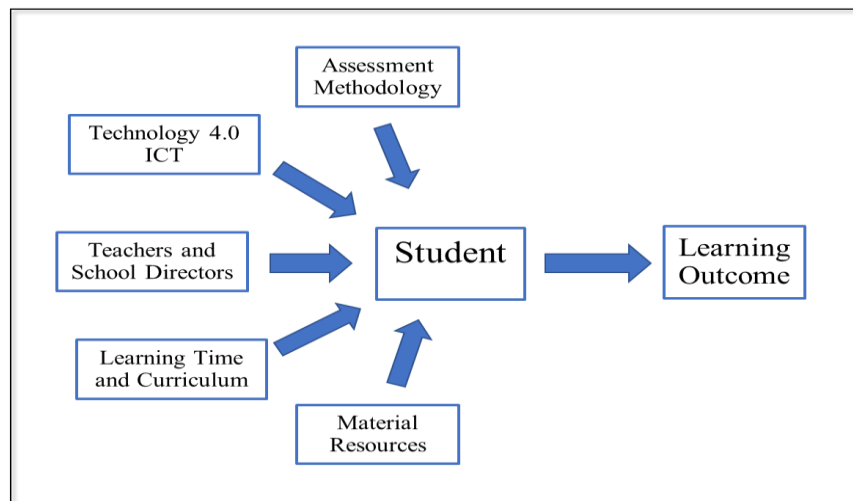 Assessment
Methodology
Technology 4.0
ICT
Teachers and
School Directors
Student
Learning
Outcome
Learning Time
and Curriculum
Material
Resources